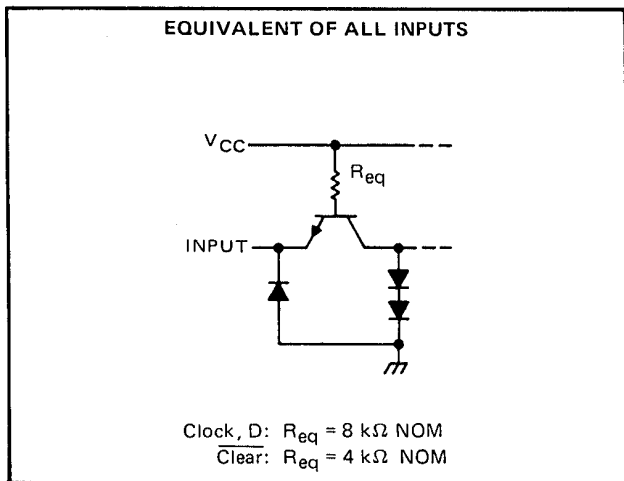 EQUIVALENT OF ALL INPUTS
VCC
Req
INPUT
Clock, D: Req = 8 kΩ NOM
Clear: Req = 4 kΩ NOM